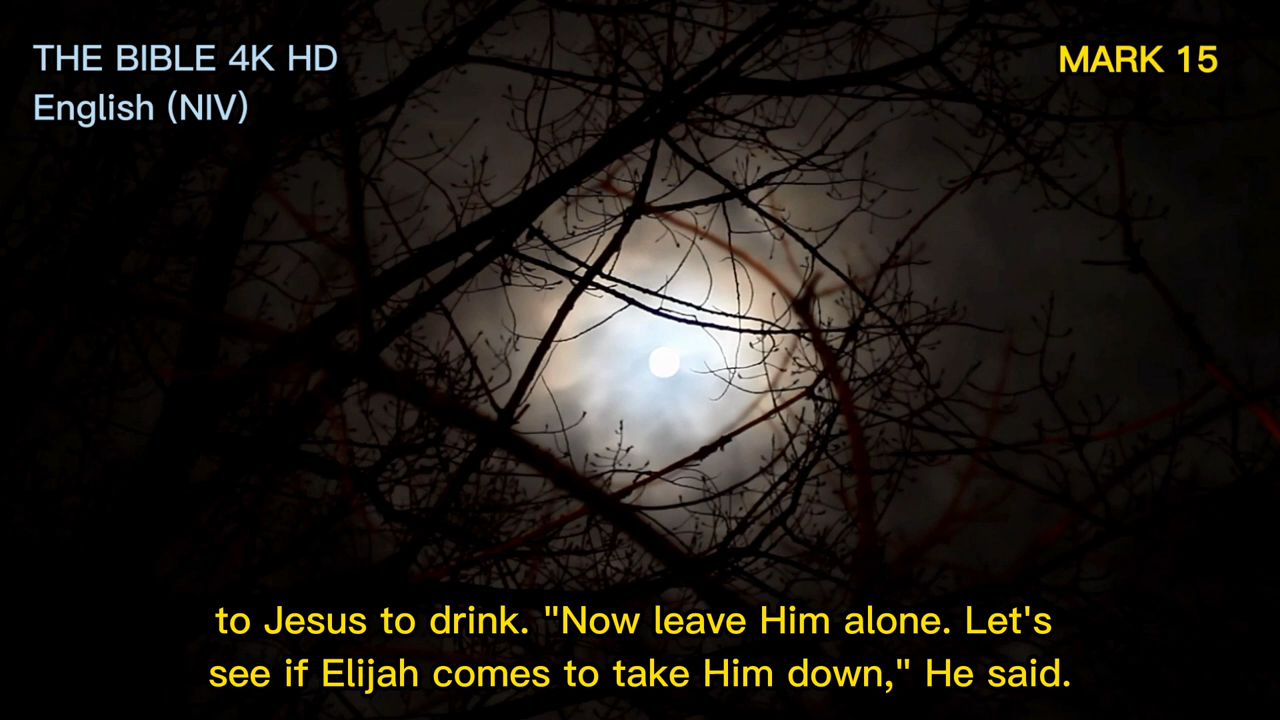 THE BIBLE 4K HD
English (NIV)
MARK 15
to Jesus to drink. "Now leave Him alone. Let's
see if Elijah comes to take Him down," He said.